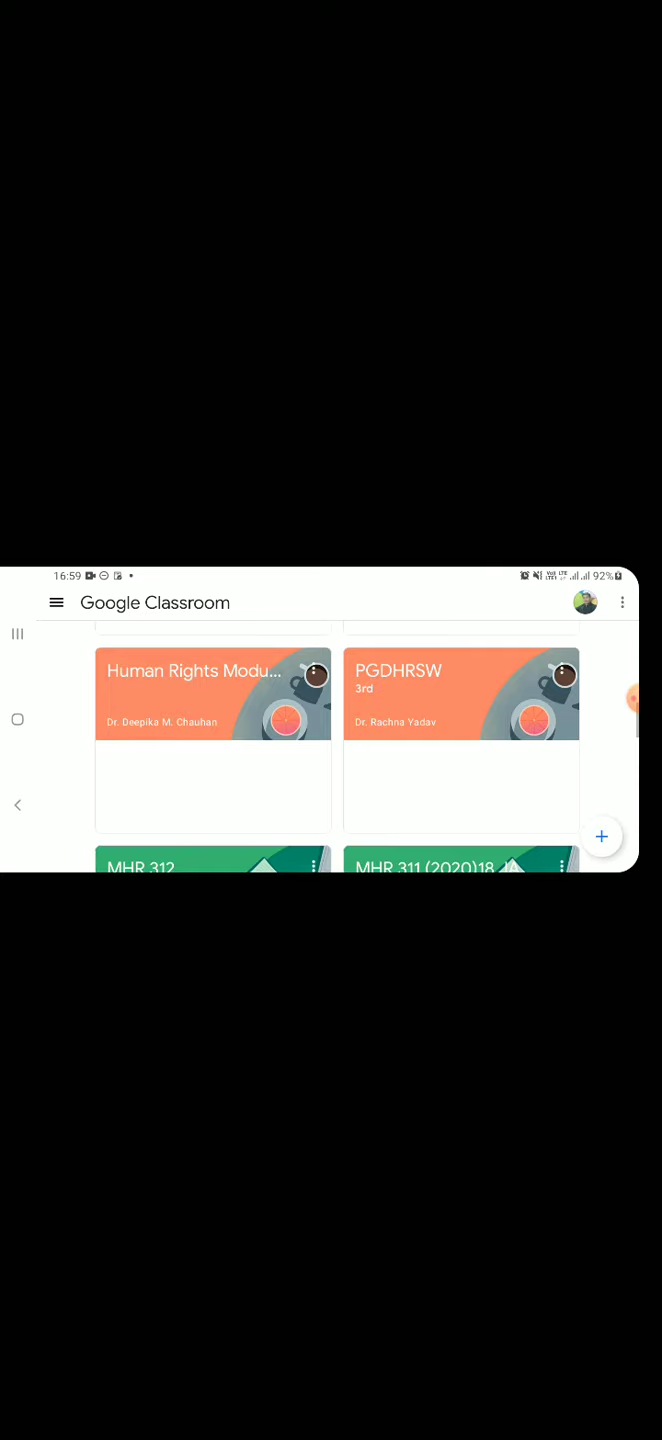 16:59 92%
Google Classroom
Human Rights Modu...
Dr. Deepika M. Chauhan
PGDHRSW
3rd
Dr. Rachna Yadav
MHR 312
MHR 311 (2020)18